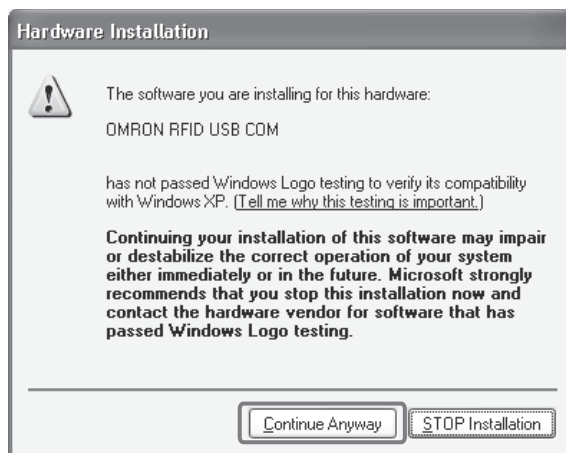 Hardware Installation
The software you are installing for this hardware:
OMRON RFID USB COM
has not passed Windows Logo testing to verify its compatibility
with Windows XP. (Tell me why this testing is important.)
Continuing your installation of this software may impair
or destabilize the correct operation of your system
either immediately or in the future. Microsoft strongly
recommends that you stop this installation now and
contact the hardware vendor for software that has
passed Windows Logo testing.
Continue Anyway STOP Installation